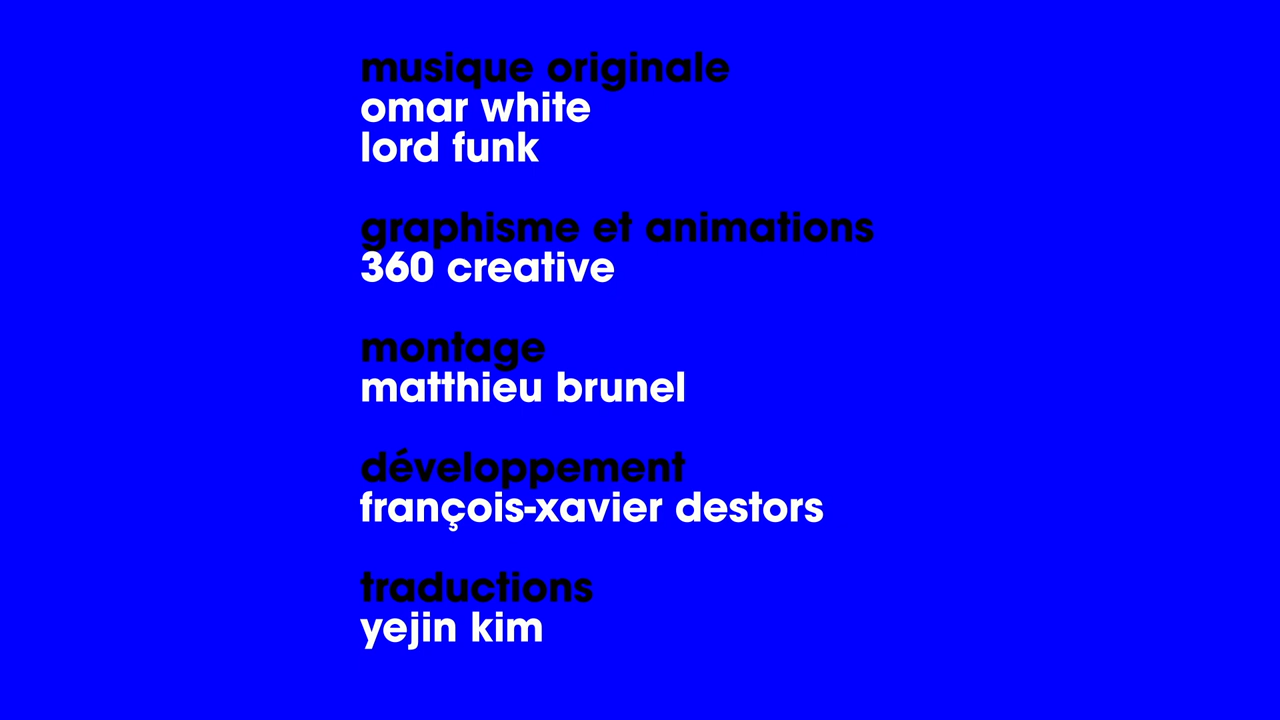 musique originale
omar white
lord funk
graphisme et animations
360 creative
montage
matthieu brunel
développement
françois-xavier destors
traductions
yejin kim